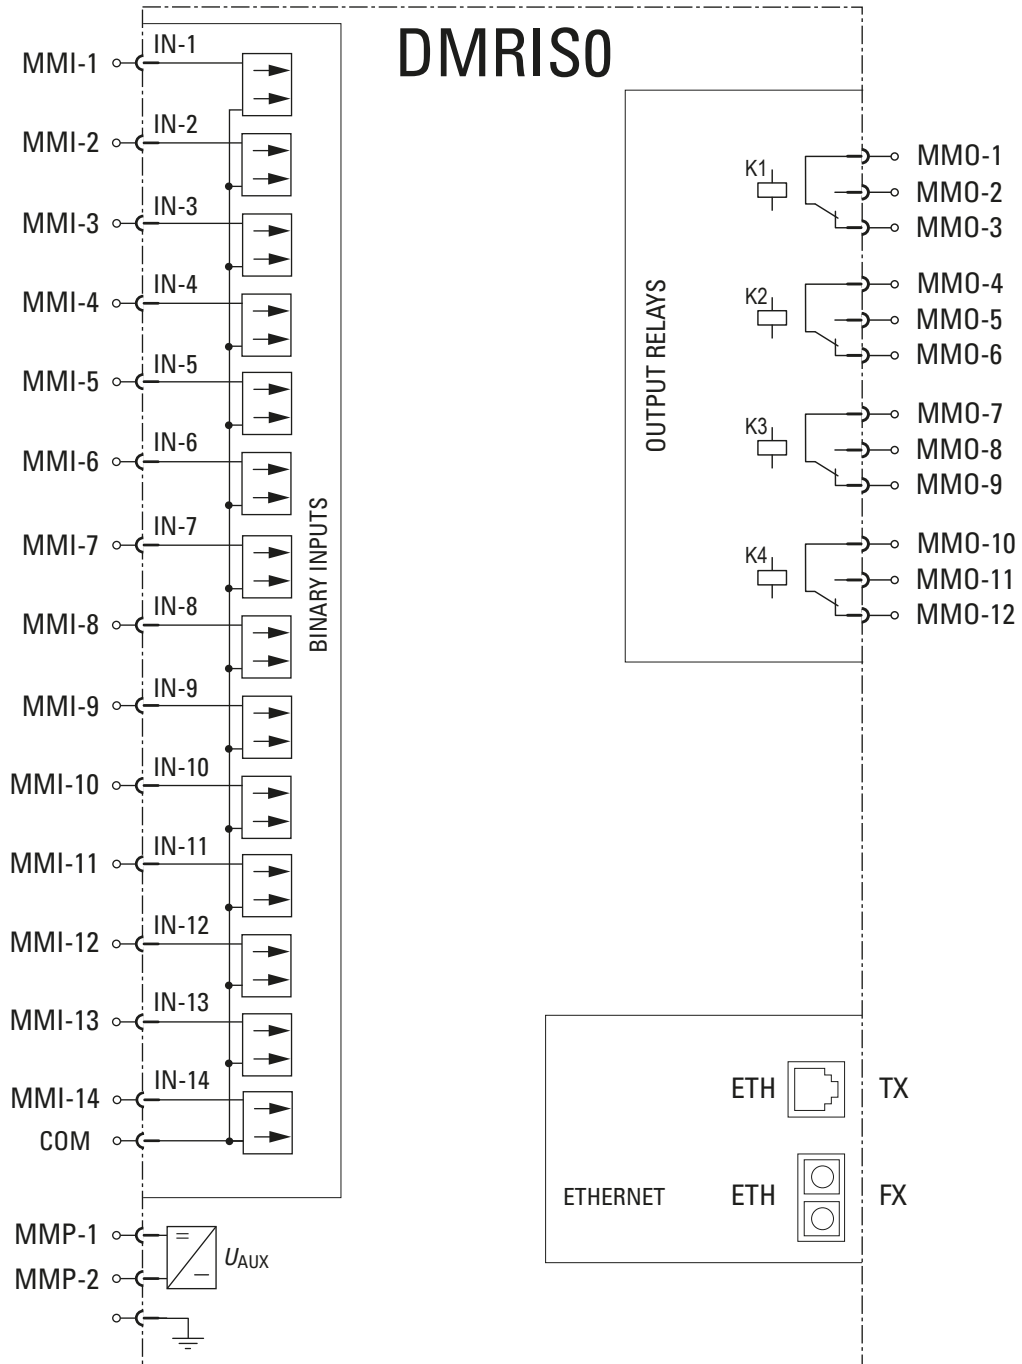 DMRIS0
MMI-1 IN-1
MMI-2 IN-2
MMI-3 IN-3
MMI-4 IN-4
MMI-5 IN-5
MMI-6 IN-6
MMI-7 IN-7
MMI-8 IN-8
MMI-9 IN-9
MMI-10 IN-10
MMI-11 IN-11
MMI-12 IN-12
MMI-13 IN-13
MMI-14 IN-14
COM
BINARY INPUTS
MMP-1
MMP-2
UAUX
OUTPUT RELAYS
K1
MMO-1
MMO-2
MMO-3
K2
MMO-4
MMO-5
MMO-6
K3
MMO-7
MMO-8
MMO-9
K4
MMO-10
MMO-11
MMO-12
ETHERNET
ETH TX
ETH FX